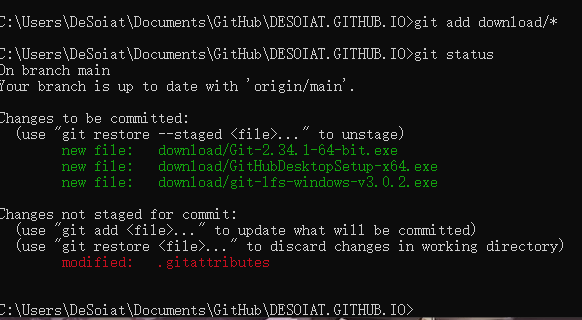 C:\Users\DeSoiat\Documents\GitHub\DESOIAT.GITHUB.IO>git add download/*
C:\Users\DeSoiat\Documents\GitHub\DESOIAT.GITHUB.IO>git status
On branch main
Your branch is up to date with 'origin/main'.
Changes to be committed:
(use "git restore --staged <file>..." to unstage)
new file: download/Git-2.34.1-64-bit.exe
new file: download/GitHubDesktopSetup-x64.exe
new file: download/git-lfs-windows-v3.0.2.exe
Changes not staged for commit:
(use "git add <file>..." to update what will be committed)
(use "git restore <file>..." to discard changes in working directory)
modified: .gitattributes
C:\Users\DeSoiat\Documents\GitHub\DESOIAT.GITHUB.IO>